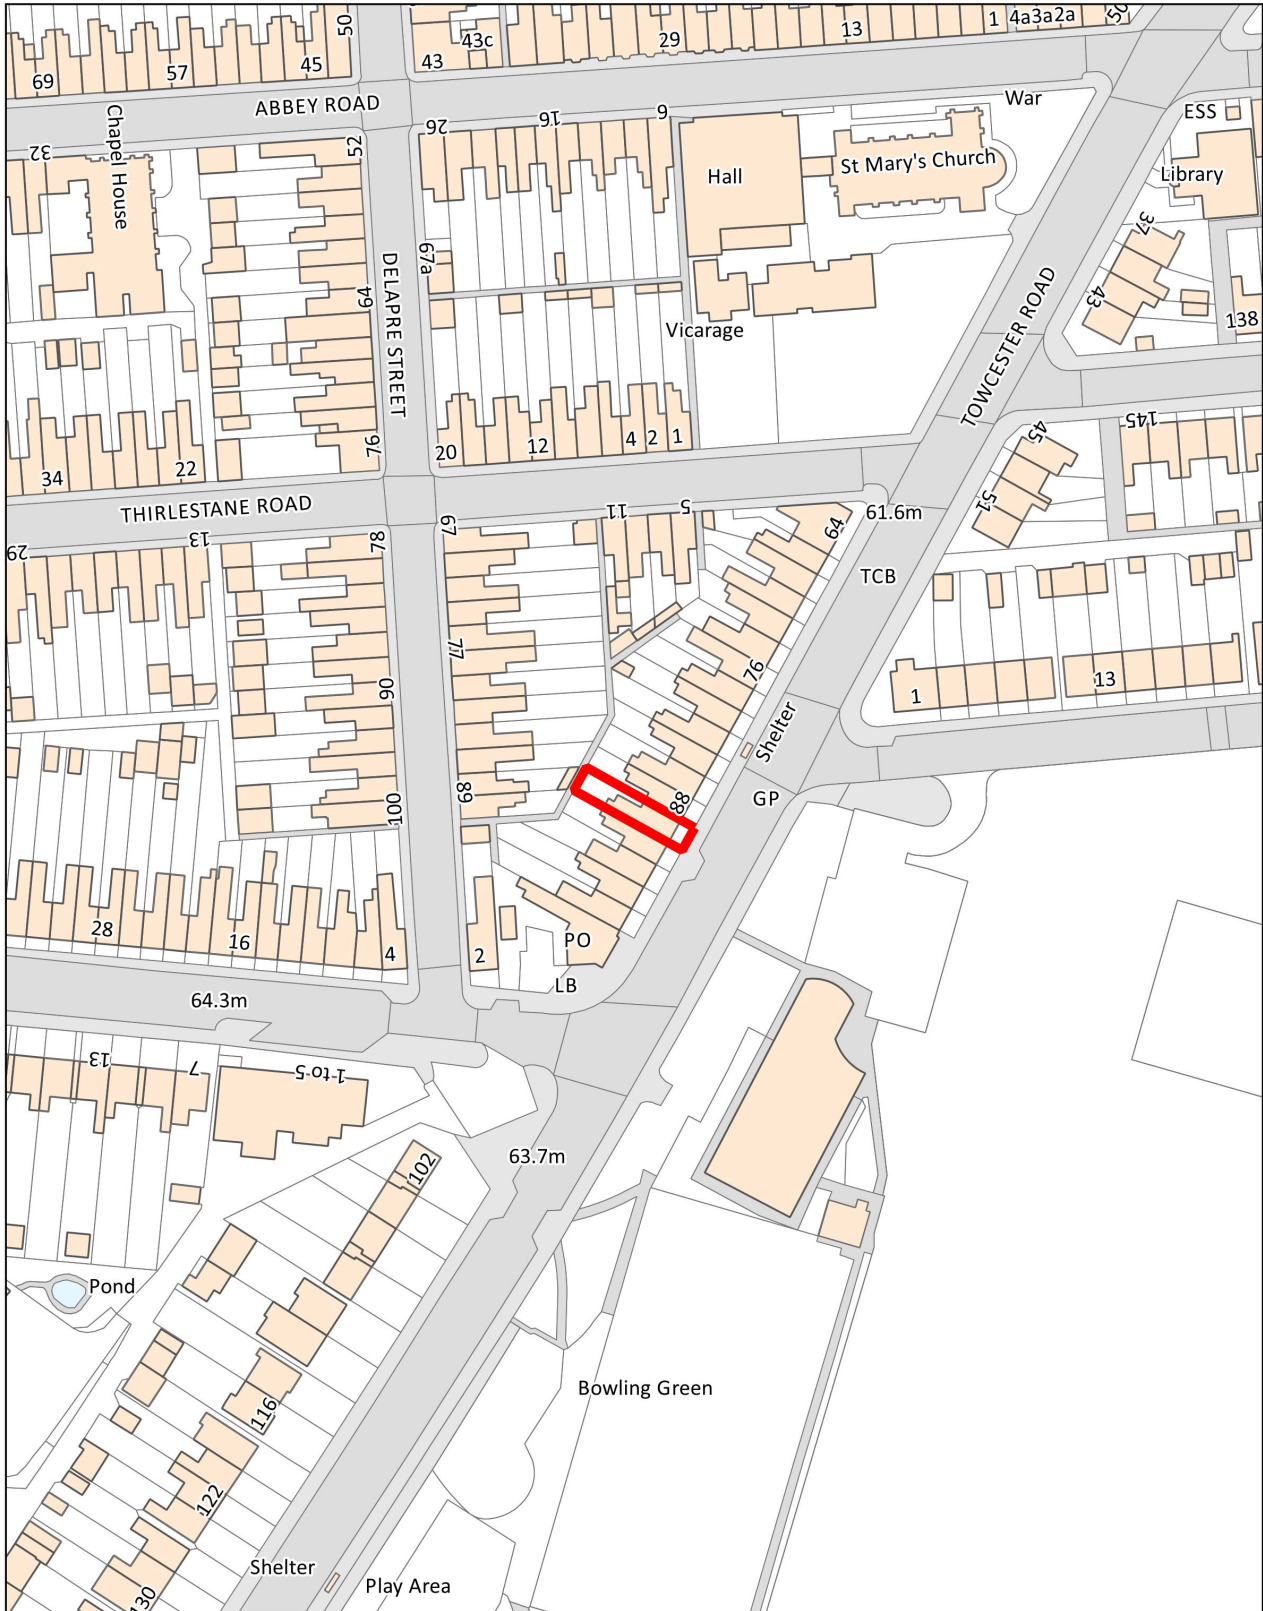 50
43c
43
29
13
1
4a3a2a
50
69
57
45
ABBEY ROAD
War
ESS
32
Chapel House
52
26
16
6
Hall
St Mary's Church
Library
37
67a
DELAPRE STREET
64
43
138
Vicarage
TOWCESTER ROAD
34
22
76
20
12
4
2
1
45
145
THIRLESTANE ROAD
29
13
78
67
11
5
64
61.6m
51
TCB
77
90
76
1
13
Shelter
89
100
88
GP
28
16
4
2
PO
LB
64.3m
13
7
1 to 5
63.7m
102
Pond
Bowling Green
116
122
130
Shelter
Play Area